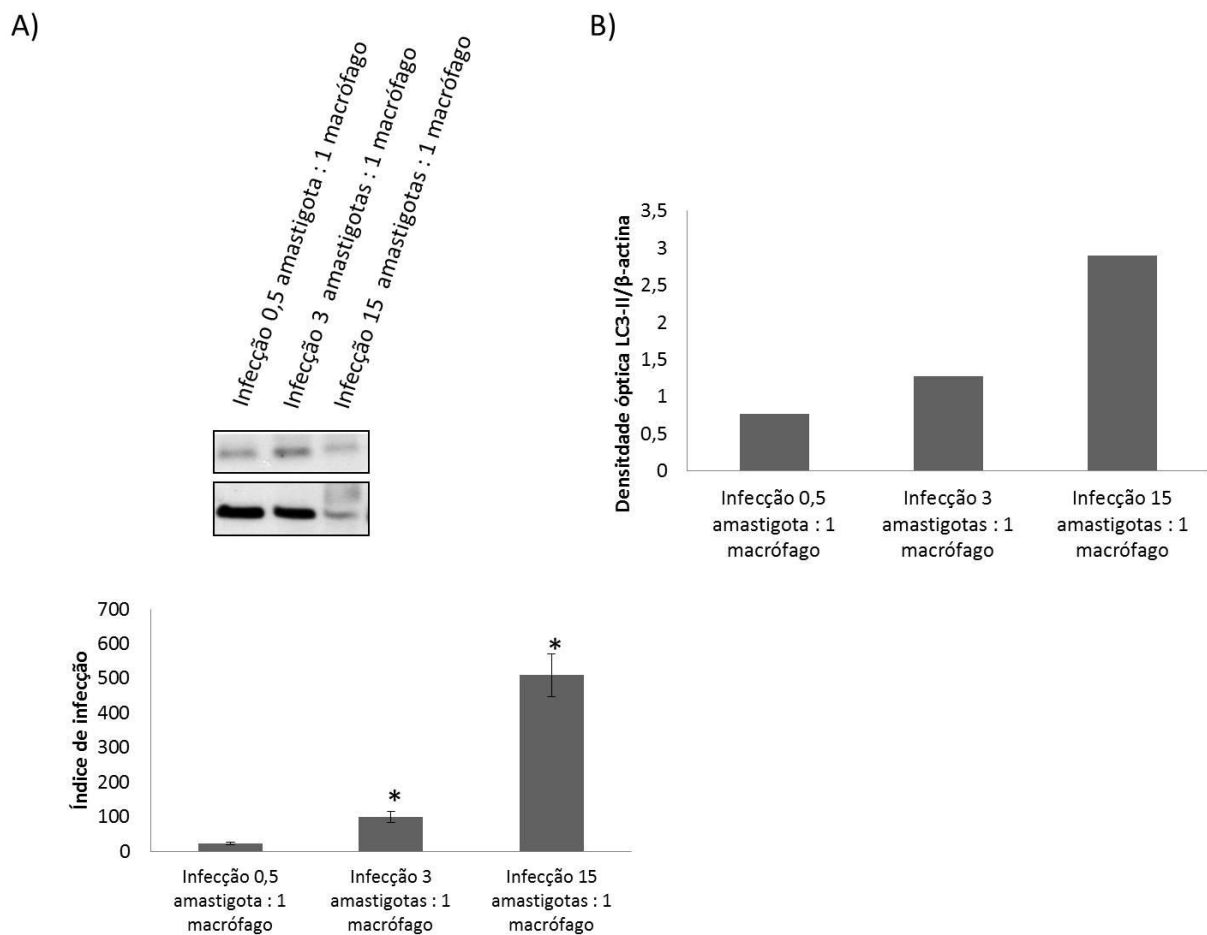 A)
Infecção 0,5 amastigota : 1 macrófago
Infecção 3 amastigotas : 1 macrófago
Infecção 15 amastigotas : 1 macrófago
B)
Densitdade óptica LC3-II/β-actina
3,5
3
2,5
2
1,5
1
0,5
0
Infecção 0,5
amastigota : 1
macrófago
Infecção 3
amastigotas : 1
macrófago
Infecção 15
amastigotas : 1
macrófago
Índice de infecção
700
600
500
400
300
200
100
0
*
*
Infecção 0,5
amastigota : 1
macrófago
Infecção 3
amastigotas : 1
macrófago
Infecção 15
amastigotas : 1
macrófago